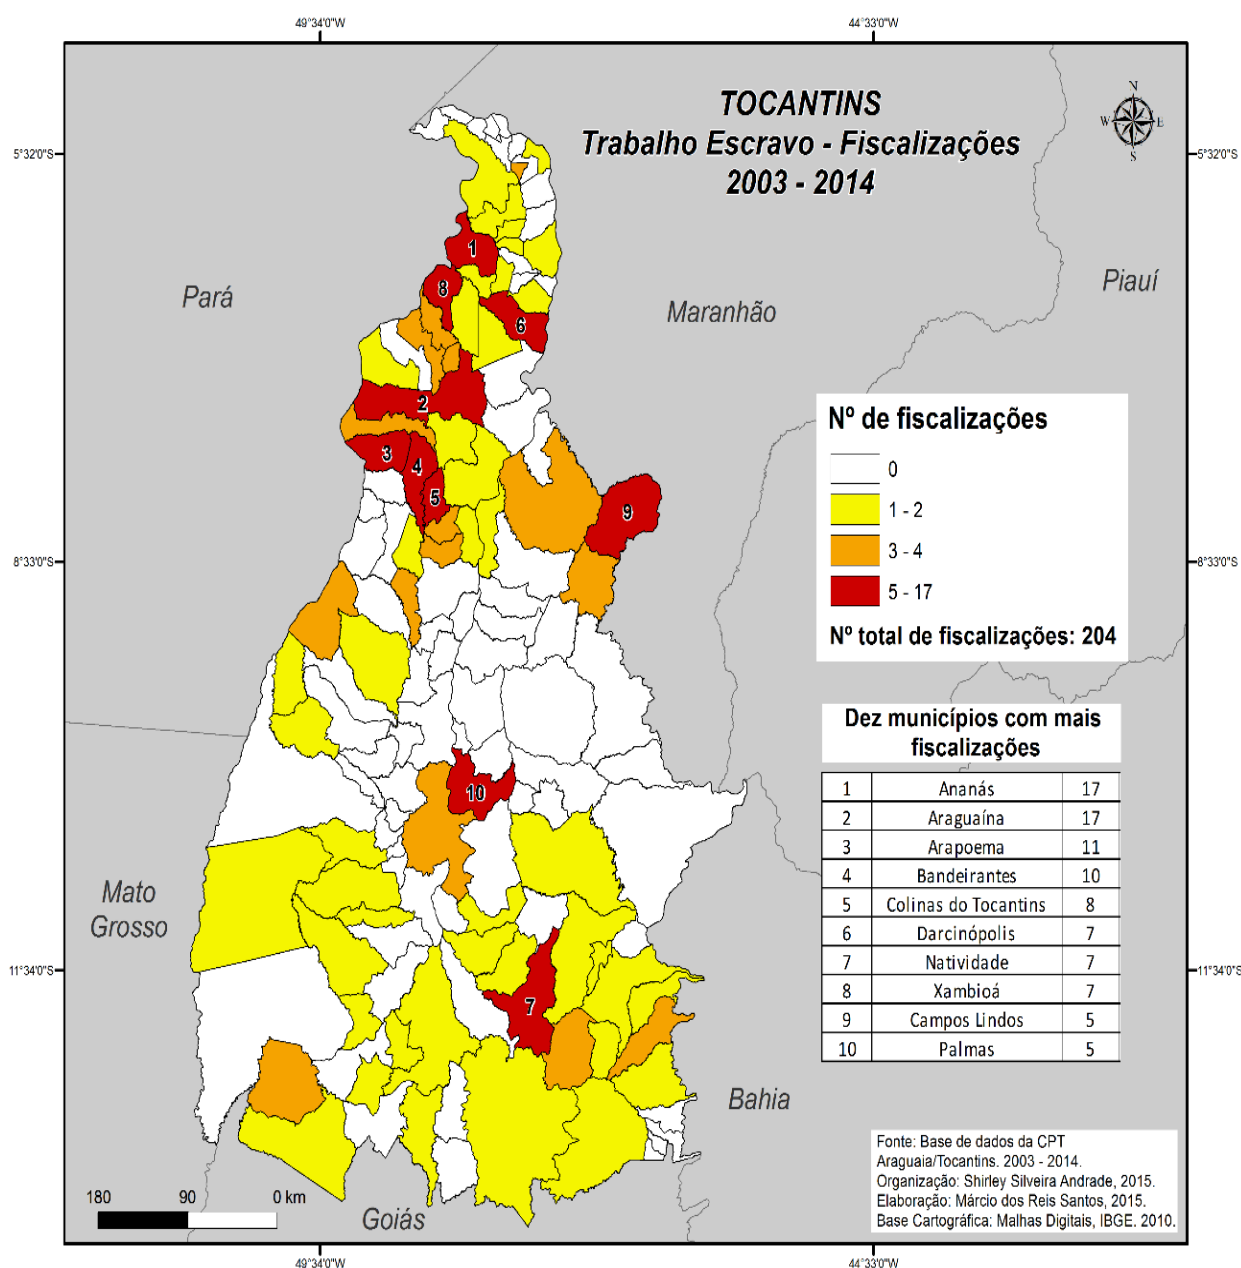 49°34'0"W
44°33'0"W
TOCANTINS
Trabalho Escravo - Fiscalizações
2003 - 2014
N
W
E
S
5°32'0"S
5°32'0"S
Pará
Maranhão
Piauí
1
8
6
2
3
4
5
9
Nº de fiscalizações
0
1 - 2
3 - 4
5 - 17
Nº total de fiscalizações: 204
8°33'0"S
8°33'0"S
Dez municípios com mais
fiscalizações
1 Ananás 17
2 Araguaína 17
3 Arapoema 11
4 Bandeirantes 10
5 Colinas do Tocantins 8
6 Darcinópolis 7
7 Natividade 7
8 Xambioá 7
9 Campos Lindos 5
10 Palmas 5
10
Mato
Grosso
11°34'0"S
11°34'0"S
7
Bahia
Goiás
180 90 0 km
Fonte: Base de dados da CPT
Araguaia/Tocantins. 2003 - 2014.
Organização: Shirley Silveira Andrade, 2015.
Elaboração: Márcio dos Reis Santos, 2015.
Base Cartográfica: Malhas Digitais, IBGE. 2010.
49°34'0"W
44°33'0"W